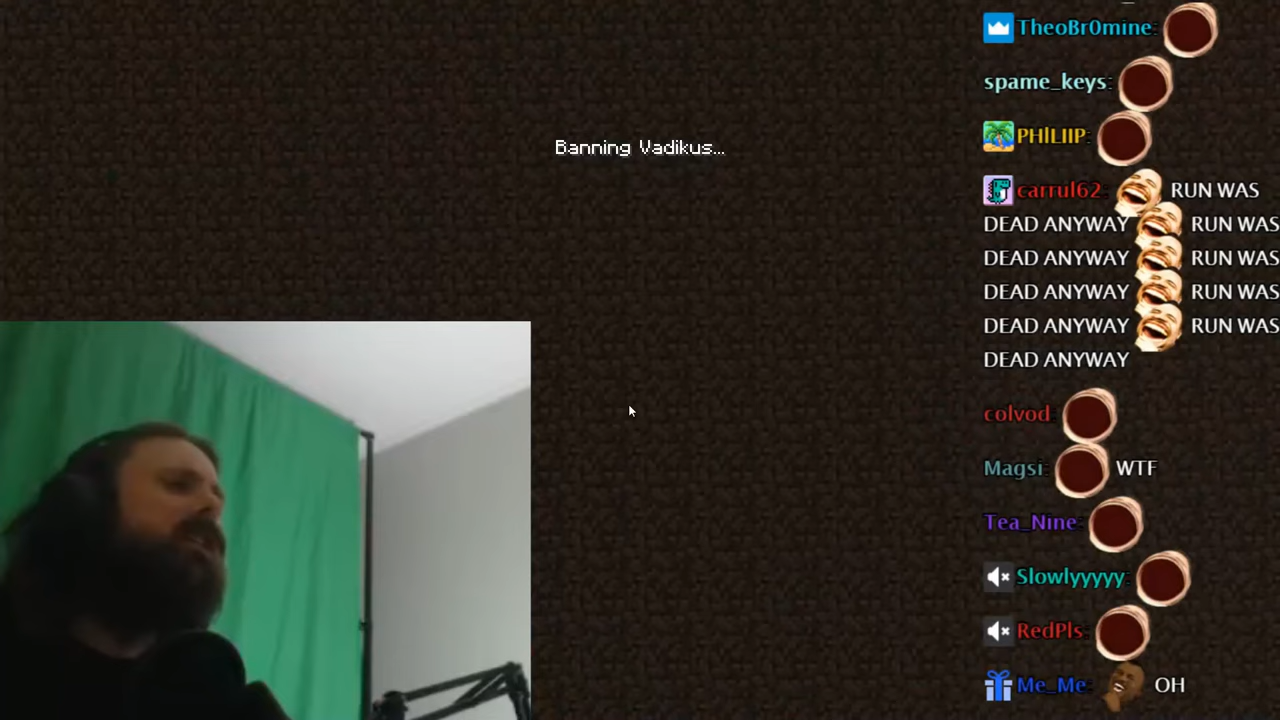 Banning Vadikus...
TheoBr0mine:
spame_keys:
PHlLIIP:
carrul62: RUN WAS
DEAD ANYWAY RUN WAS
DEAD ANYWAY RUN WAS
DEAD ANYWAY RUN WAS
DEAD ANYWAY RUN WAS
DEAD ANYWAY
colvod:
Magsi: WTF
Tea_Nine:
Slowlyyyyy:
RedPls:
Me_Me: OH